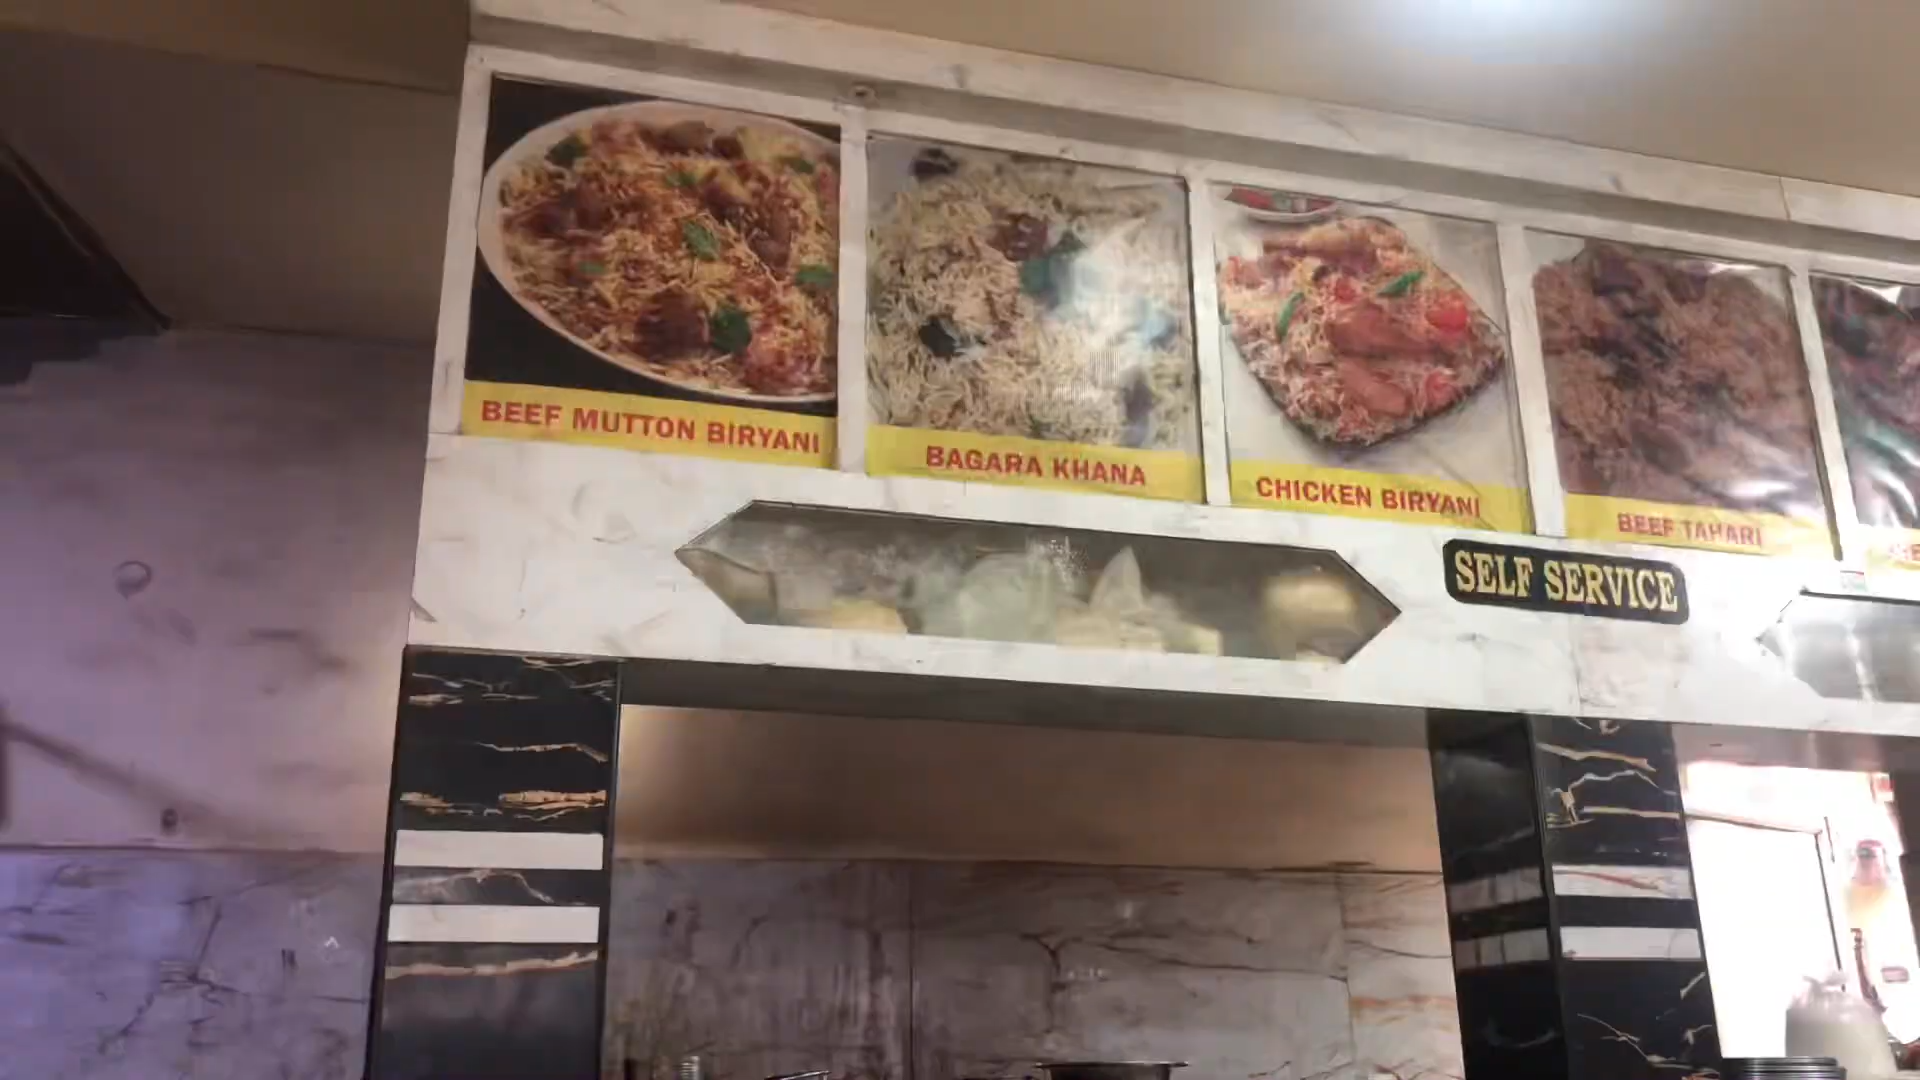 BEEF MUTTON BIRYANI
BAGARA KHANA
CHICKEN BIRYANI
BEEF TAHARI
SELF SERVICE